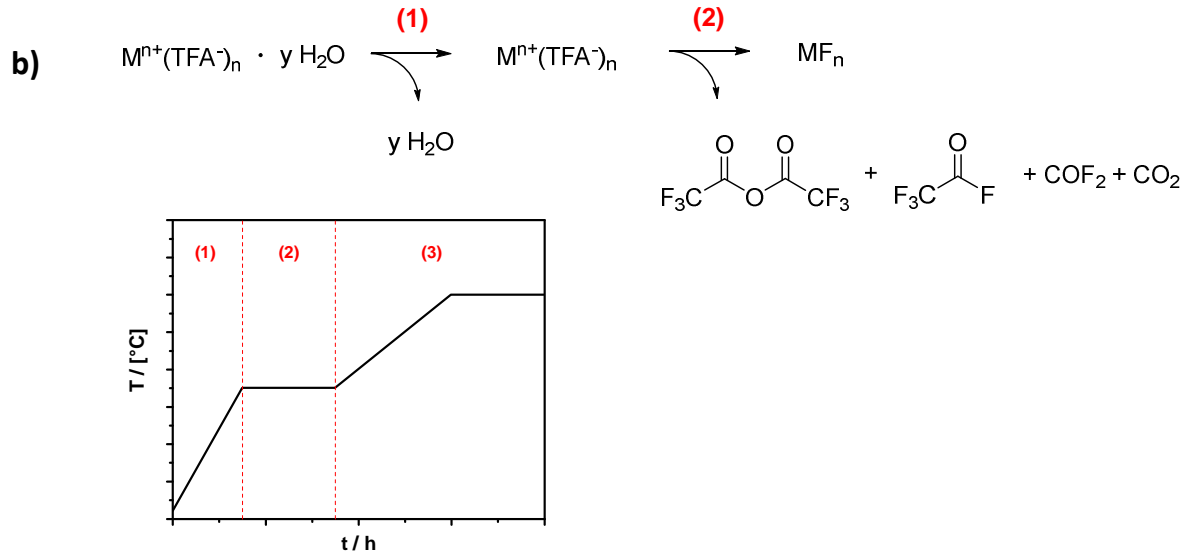 (1) (2)
b) Mⁿ⁺(TFA⁻)ₙ · y H₂O Mⁿ⁺(TFA⁻)ₙ MFₙ
y H₂O
O O O
F₃C O CF₃ + F₃C F + COF₂ + CO₂
(1) (2) (3)
T / [°C]
t / h